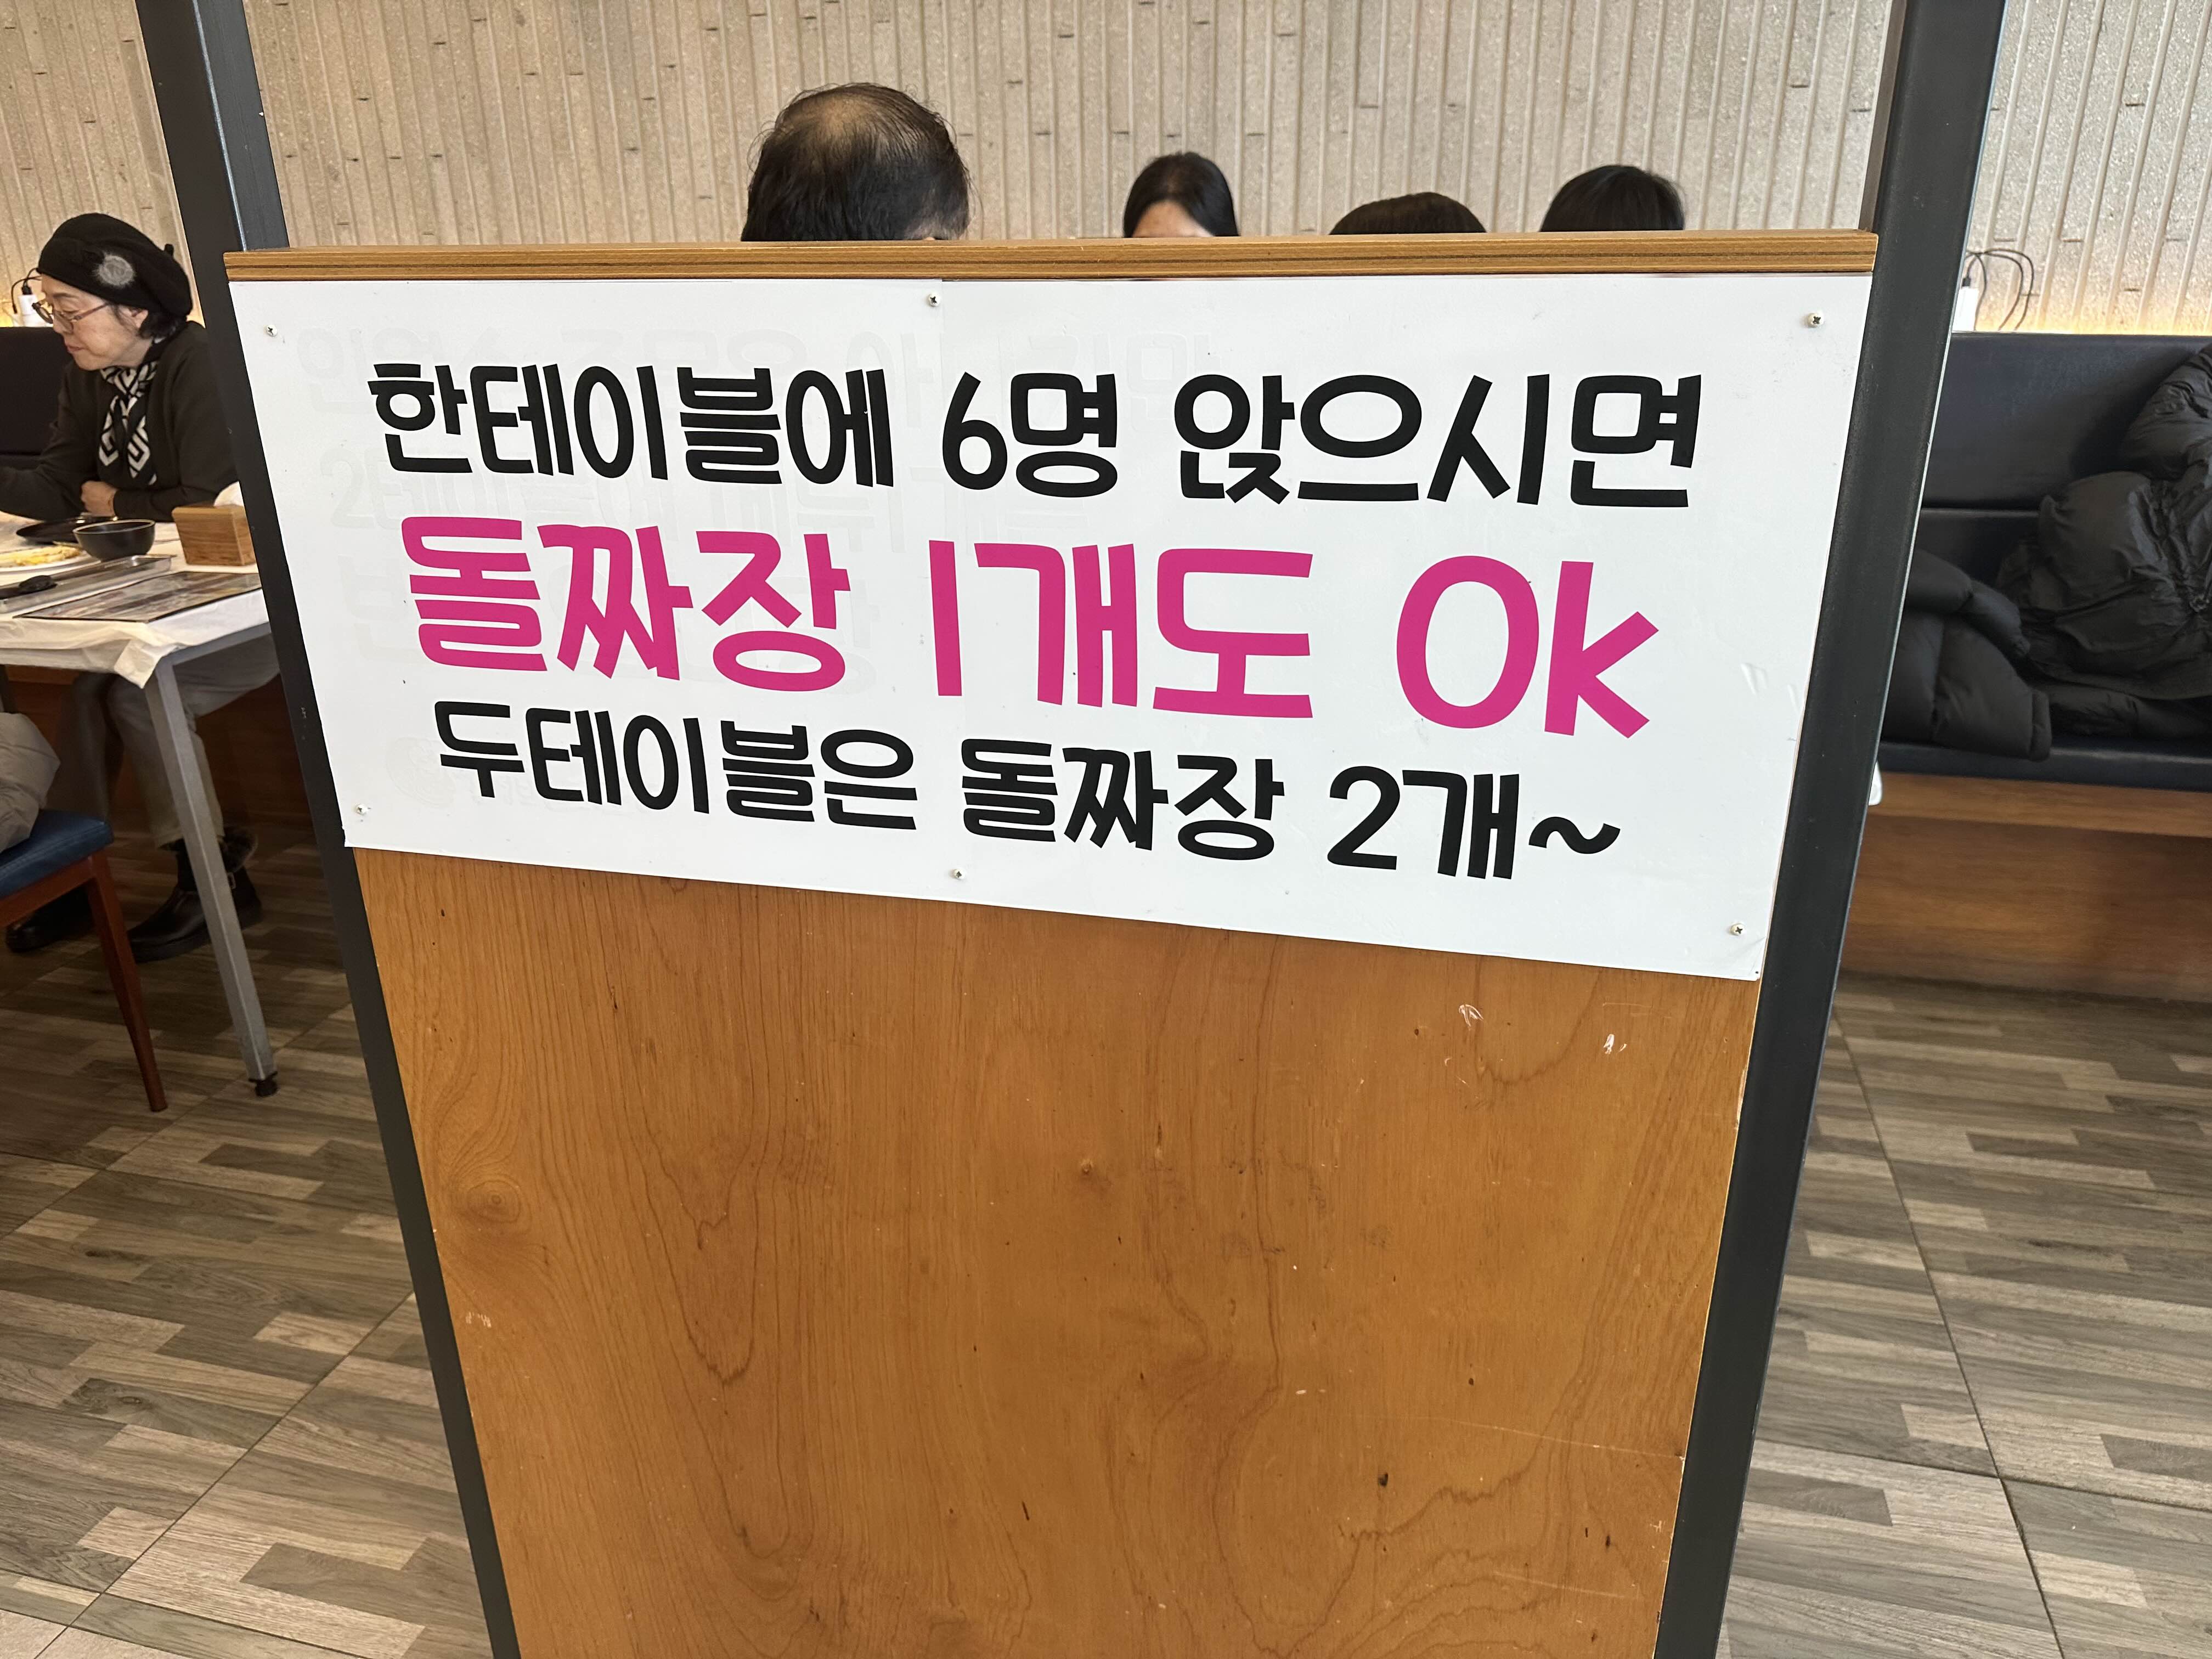 한테이블에 6명 앉으시면
돌짜장 1개도 Ok
두테이블은 돌짜장 2개~